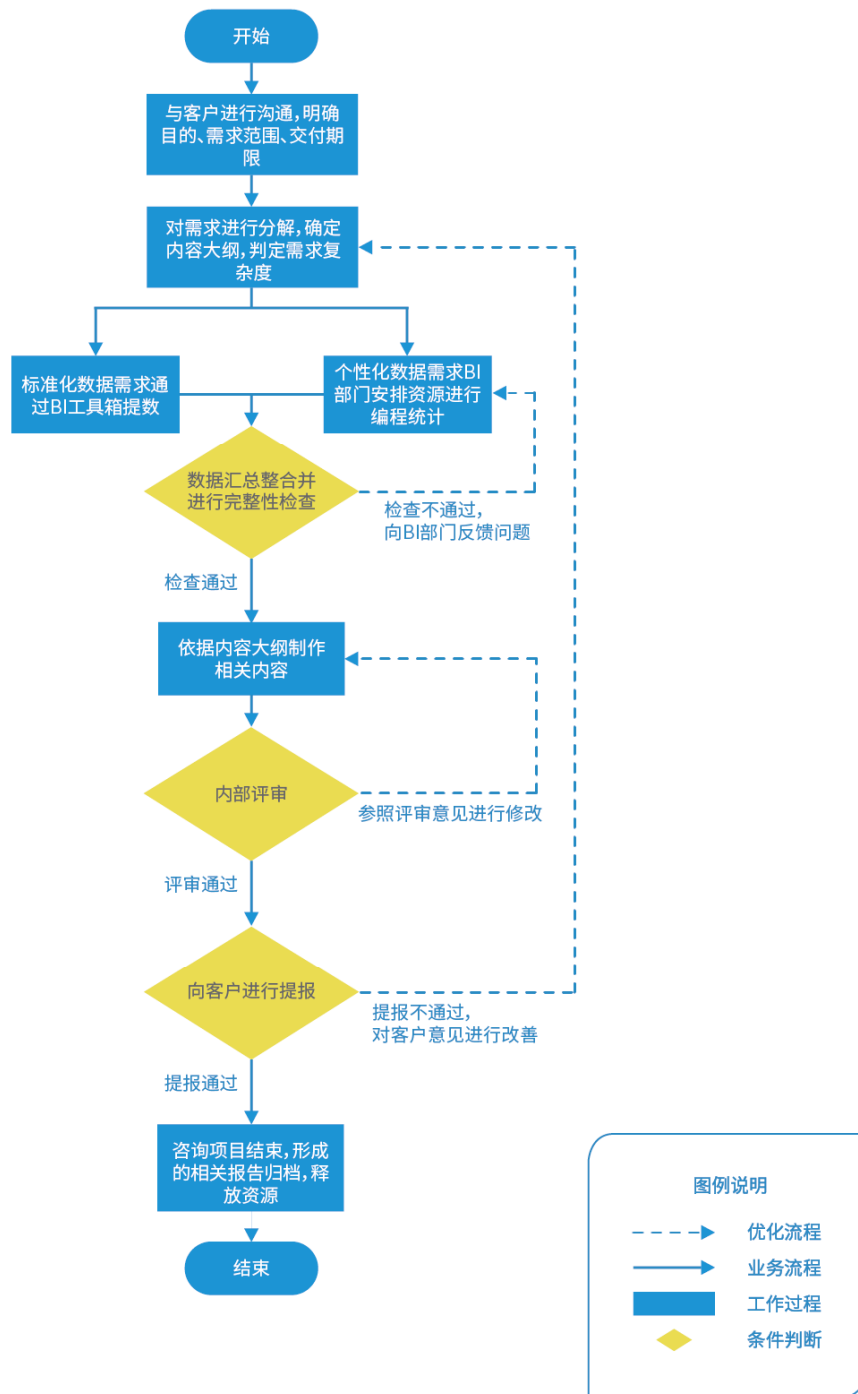 开始
与客户进行沟通，明确
目的、需求范围、交付期
限
对需求进行分解，确定
内容大纲，判定需求复
杂度
标准化数据需求通
过BI工具箱提数
个性化数据需求BI
部门安排资源进行
编程统计
数据汇总整合并
进行完整性检查
检查不通过，
向BI部门反馈问题
检查通过
依据内容大纲制作
相关内容
内部评审
参照评审意见进行修改
评审通过
向客户进行提报
提报不通过，
对客户意见进行改善
提报通过
咨询项目结束，形成
的相关报告归档，释
放资源
结束
图例说明
优化流程
业务流程
工作过程
条件判断